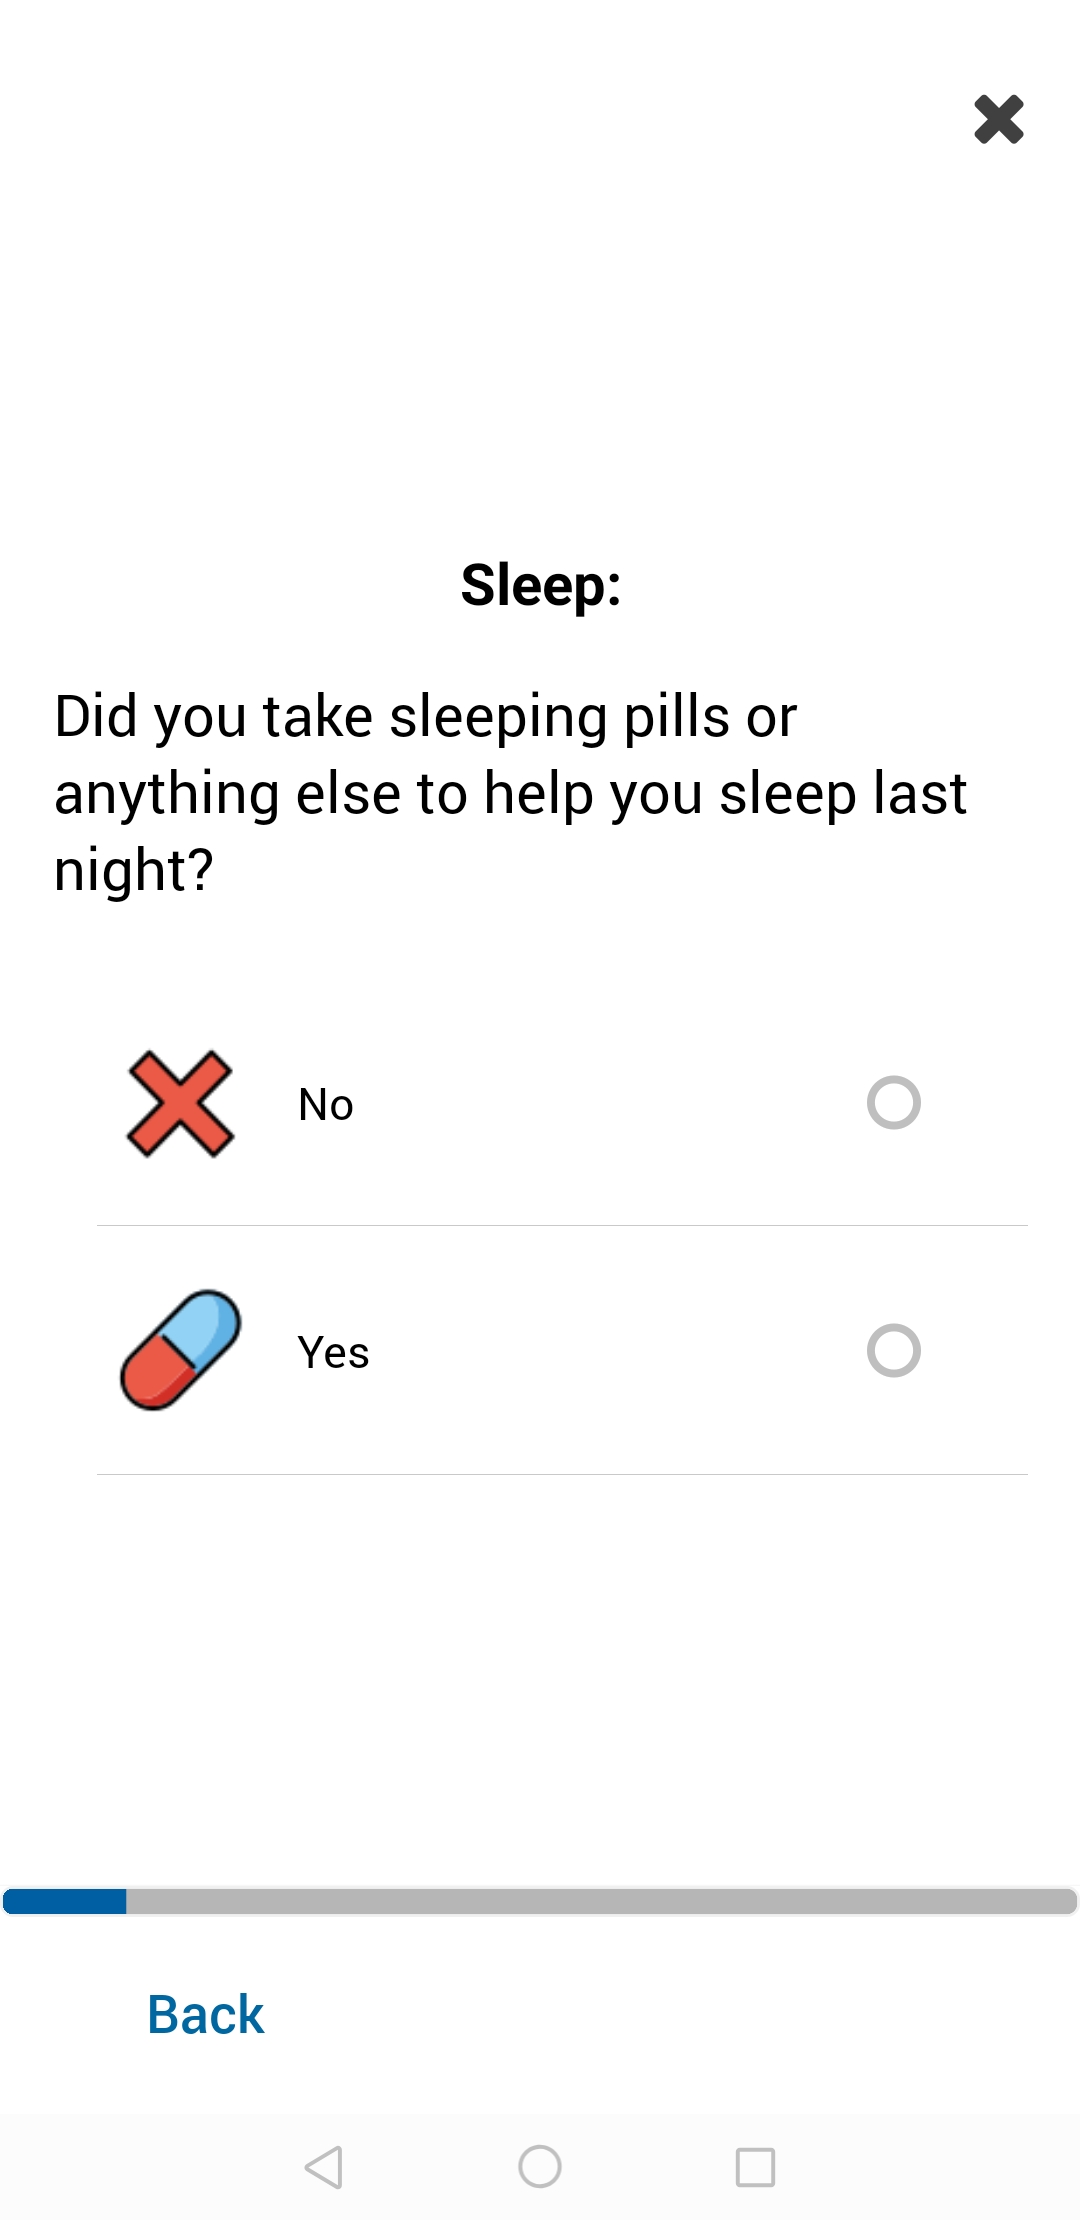 Sleep:
Did you take sleeping pills or
anything else to help you sleep last
night?
No
Yes
Back